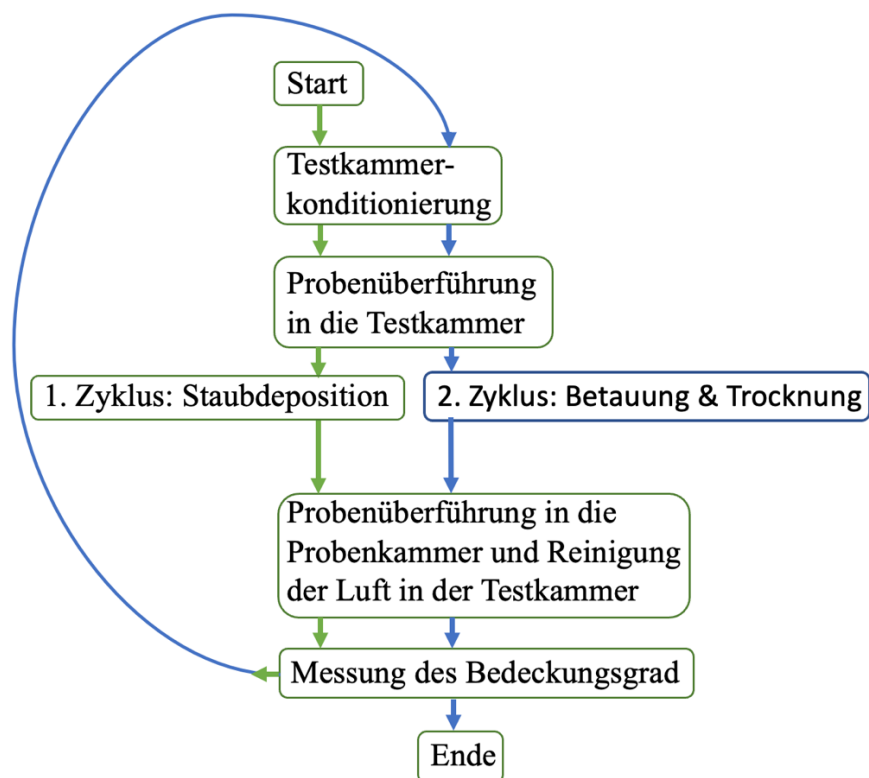 Start
Testkammer-
konditionierung
Probenüberführung
in die Testkammer
1. Zyklus: Staubdeposition
2. Zyklus: Betauung & Trocknung
Probenüberführung in die
Probenkammer und Reinigung
der Luft in der Testkammer
Messung des Bedeckungsgrad
Ende